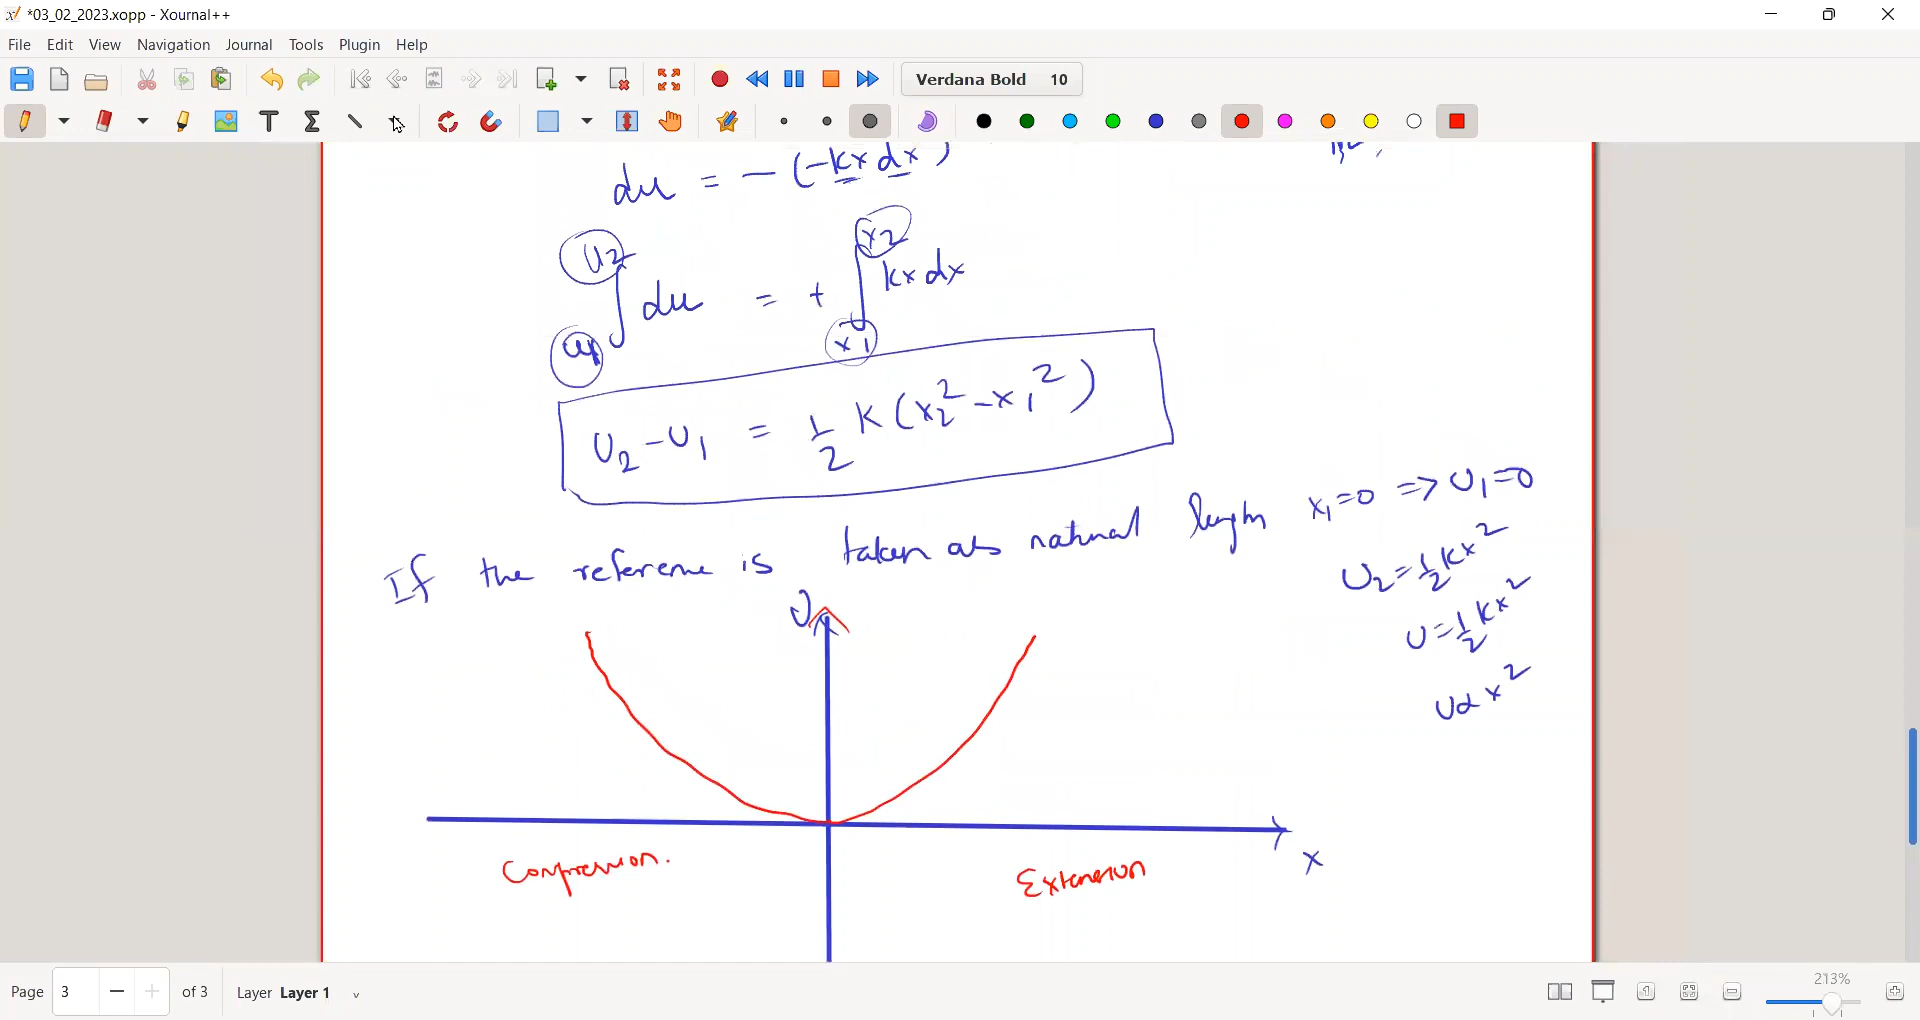 *03_02_2023.xopp - Xournal++
File Edit View Navigation Journal Tools Plugin Help
Verdana Bold 10
du = - (-kx dx)
U2 x2
∫ du = + ∫ kx dx
U1 x1
U₂ - U₁ = 1/2 K (x₂² - x₁²)
If the reference is taken as natural length x₁=0 => U₁=0
U₂ = 1/2 kx²
U = 1/2 kx²
U α x²
U
x
Compression. Extension
Page 3 of 3 Layer Layer 1 213%